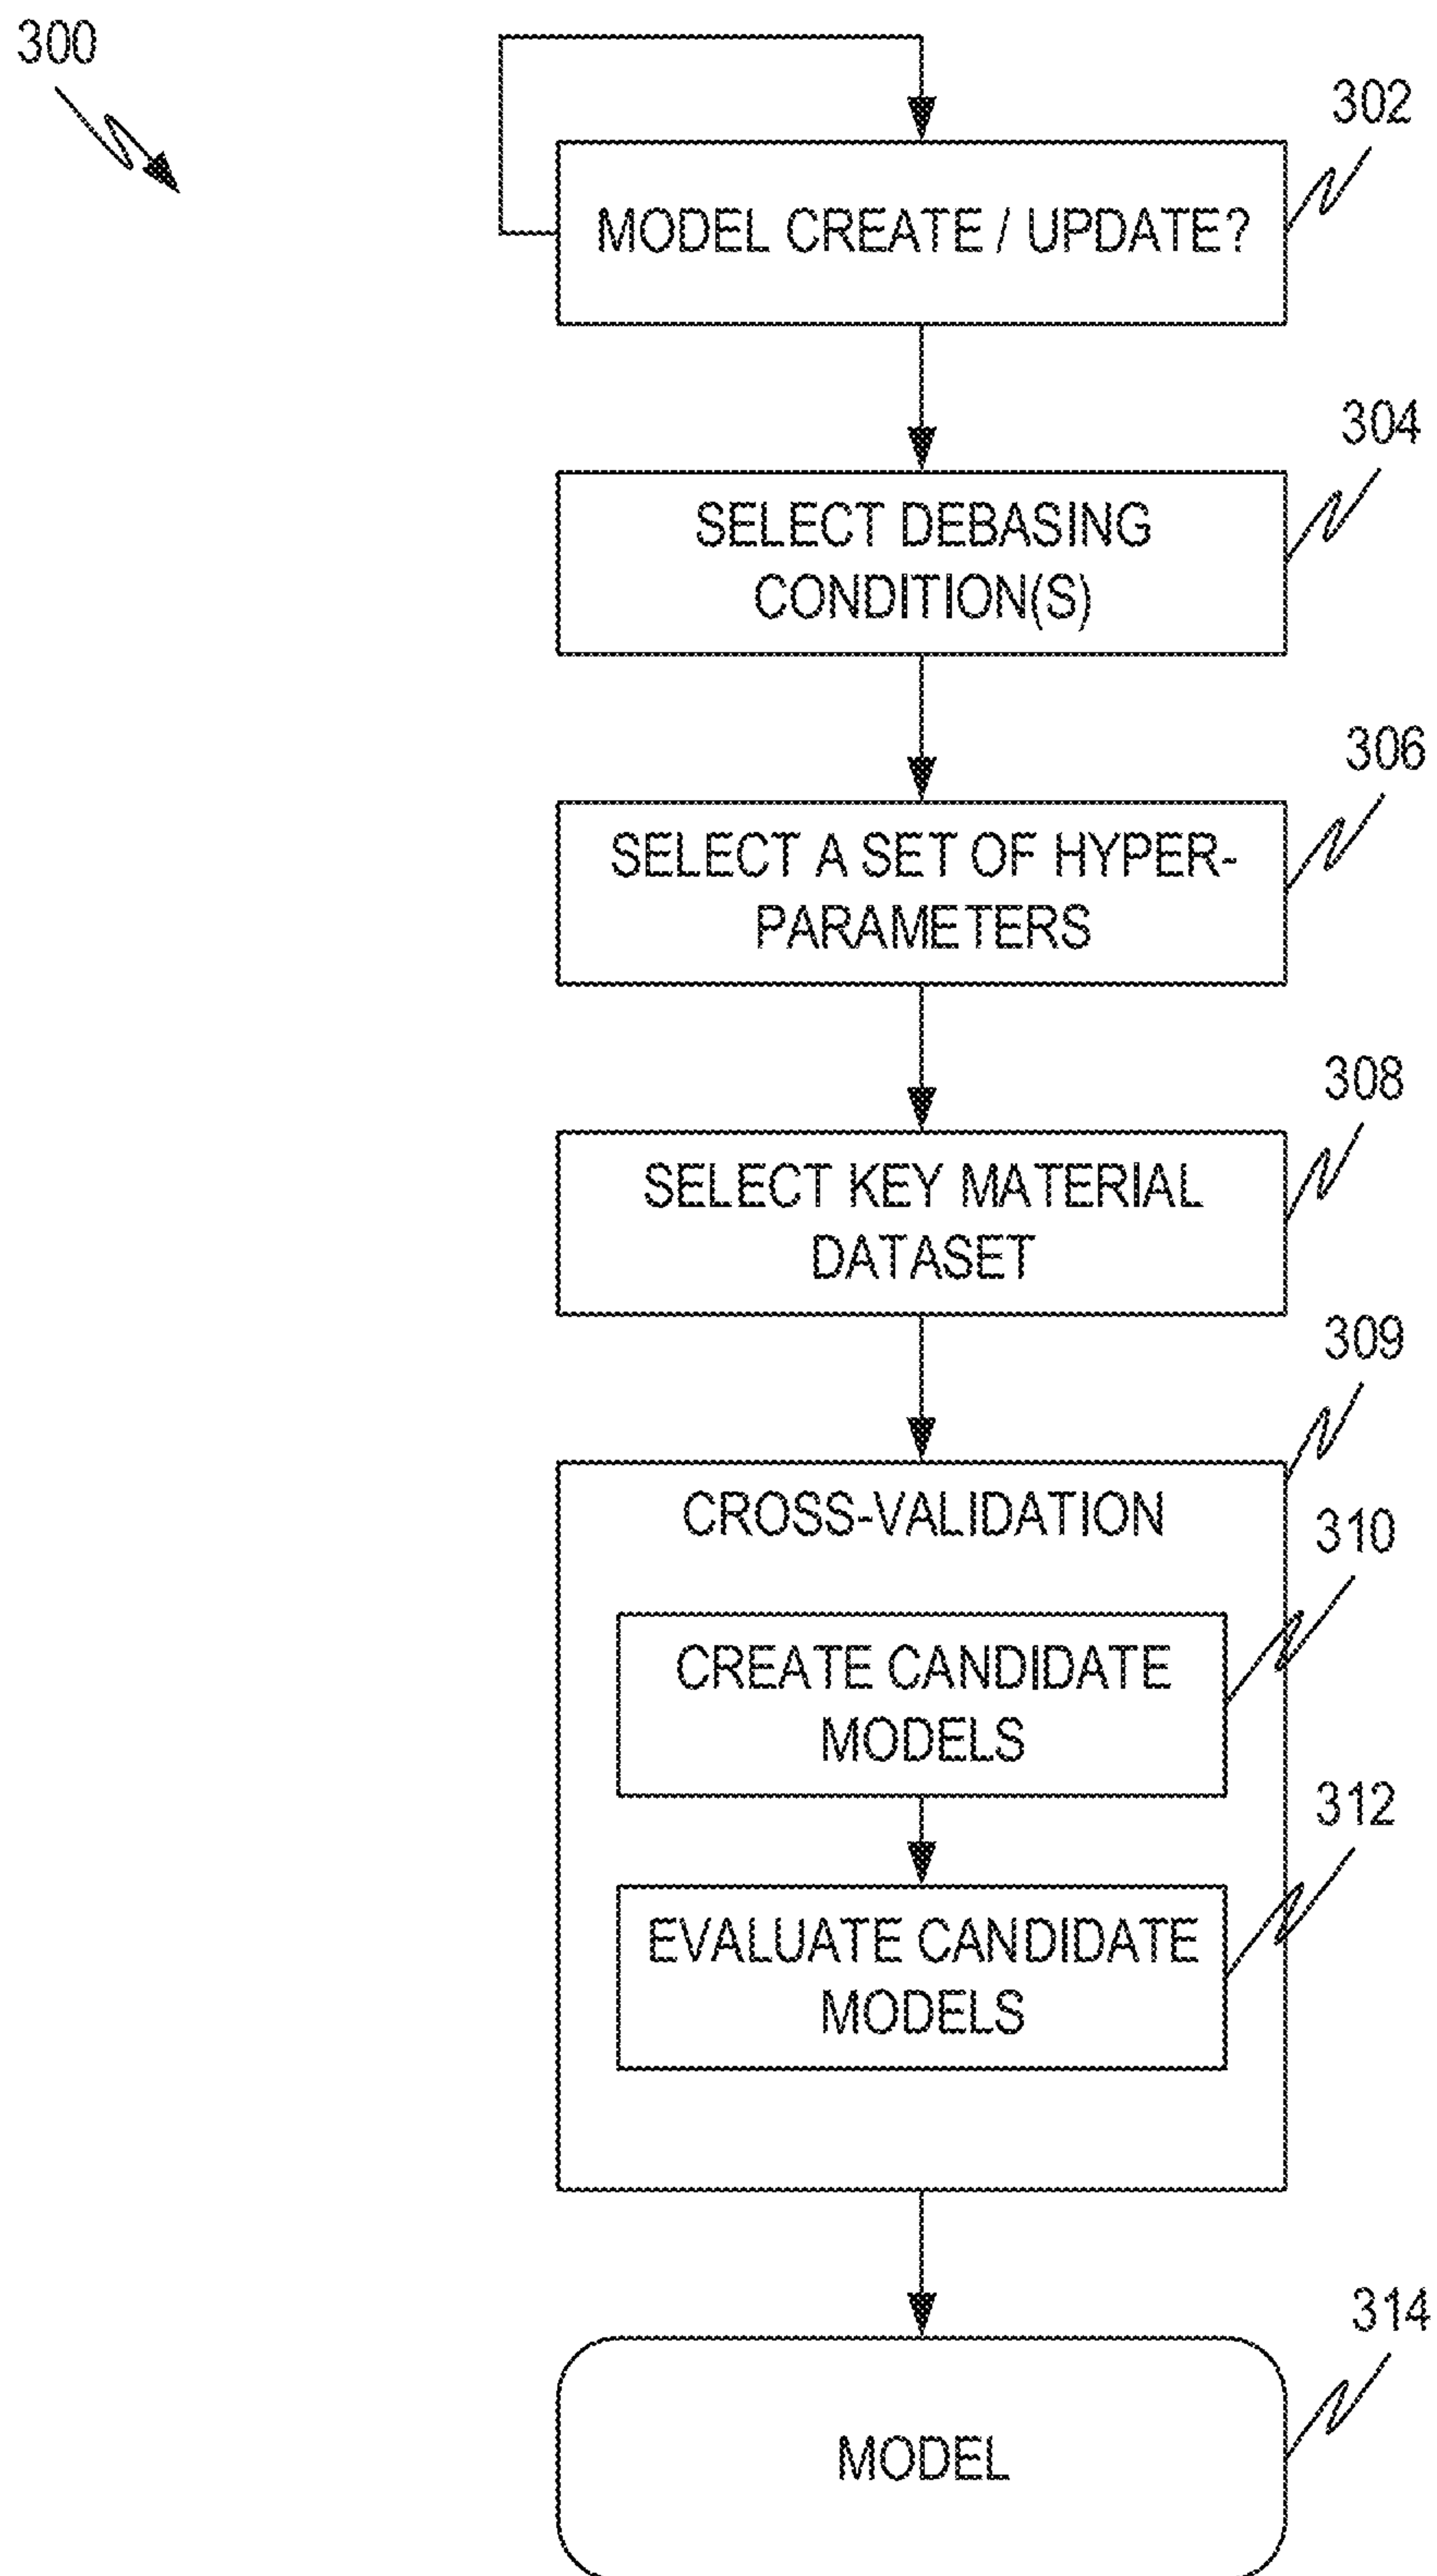 300
302
MODEL CREATE / UPDATE?
304
SELECT DEBASING
CONDITION(S)
306
SELECT A SET OF HYPER-
PARAMETERS
308
SELECT KEY MATERIAL
DATASET
309
CROSS-VALIDATION
310
CREATE CANDIDATE
MODELS
312
EVALUATE CANDIDATE
MODELS
314
MODEL